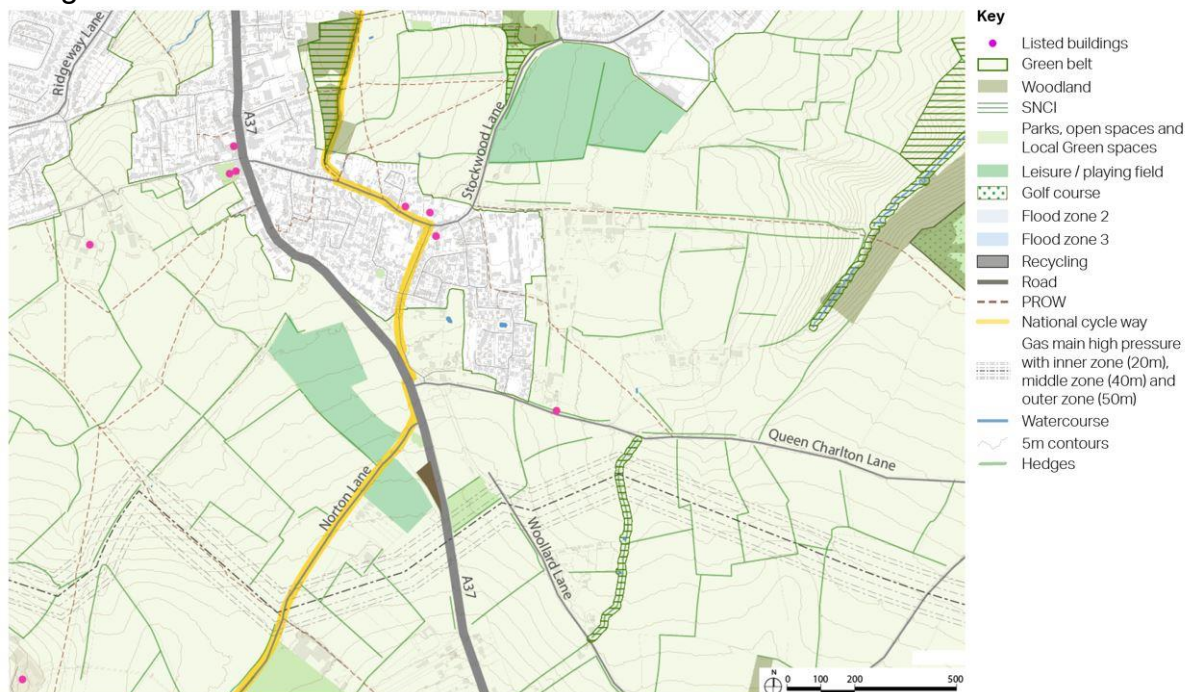 Key
Listed buildings
Green belt
Woodland
SNCI
Parks, open spaces and
Local Green spaces
Leisure / playing field
Golf course
Flood zone 2
Flood zone 3
Recycling
Road
PROW
National cycle way
Gas main high pressure
with inner zone (20m),
middle zone (40m) and
outer zone (50m)
Watercourse
5m contours
Hedges
Ridgeway Lane
A37
Stockwood Lane
Queen Charlton Lane
Norton Lane
Woollard Lane
A37
N
0 100 200 500